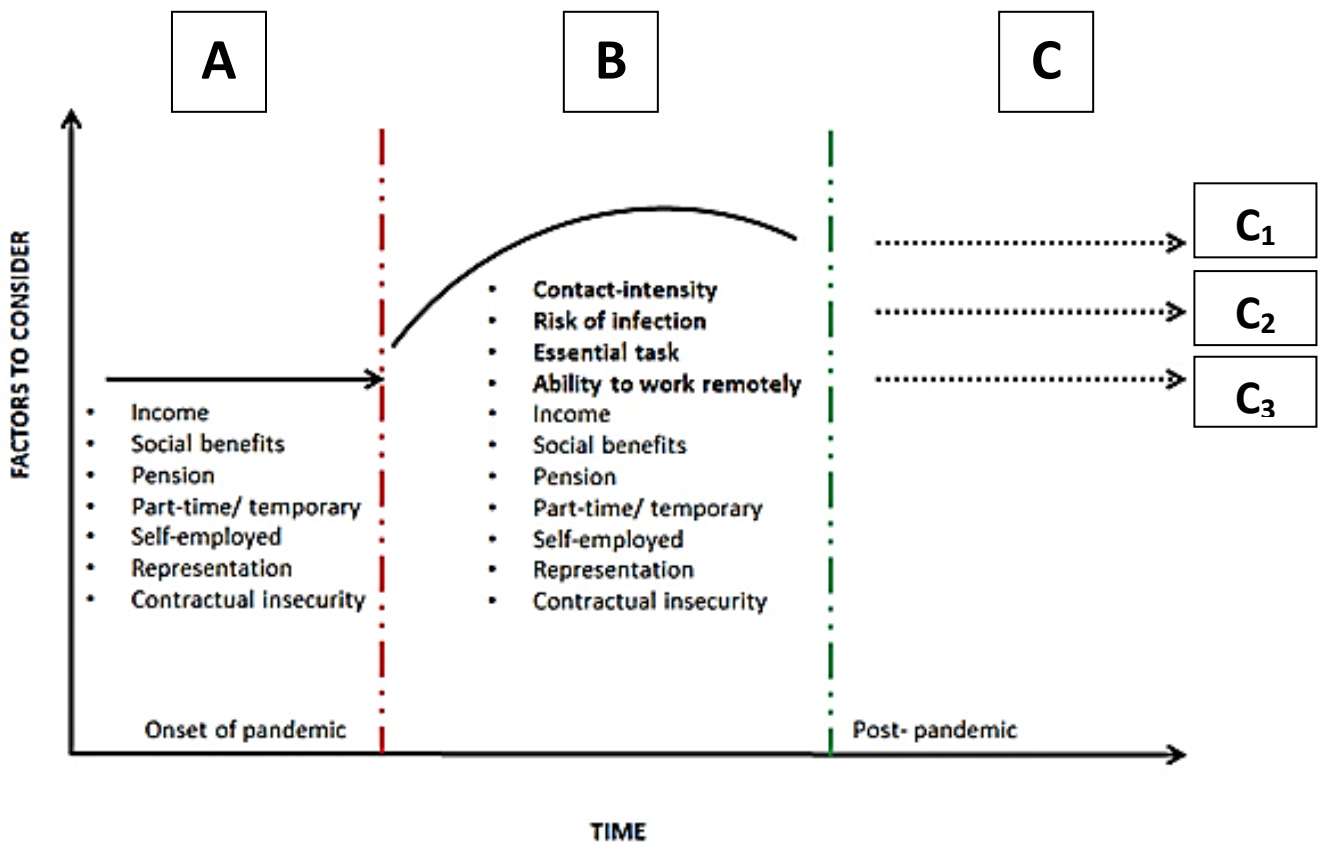 A
B
C
FACTORS TO CONSIDER
• Income
• Social benefits
• Pension
• Part-time/ temporary
• Self-employed
• Representation
• Contractual insecurity
Onset of pandemic
• Contact-intensity
• Risk of infection
• Essential task
• Ability to work remotely
• Income
• Social benefits
• Pension
• Part-time/ temporary
• Self-employed
• Representation
• Contractual insecurity
C₁
C₂
C₃
Post- pandemic
TIME